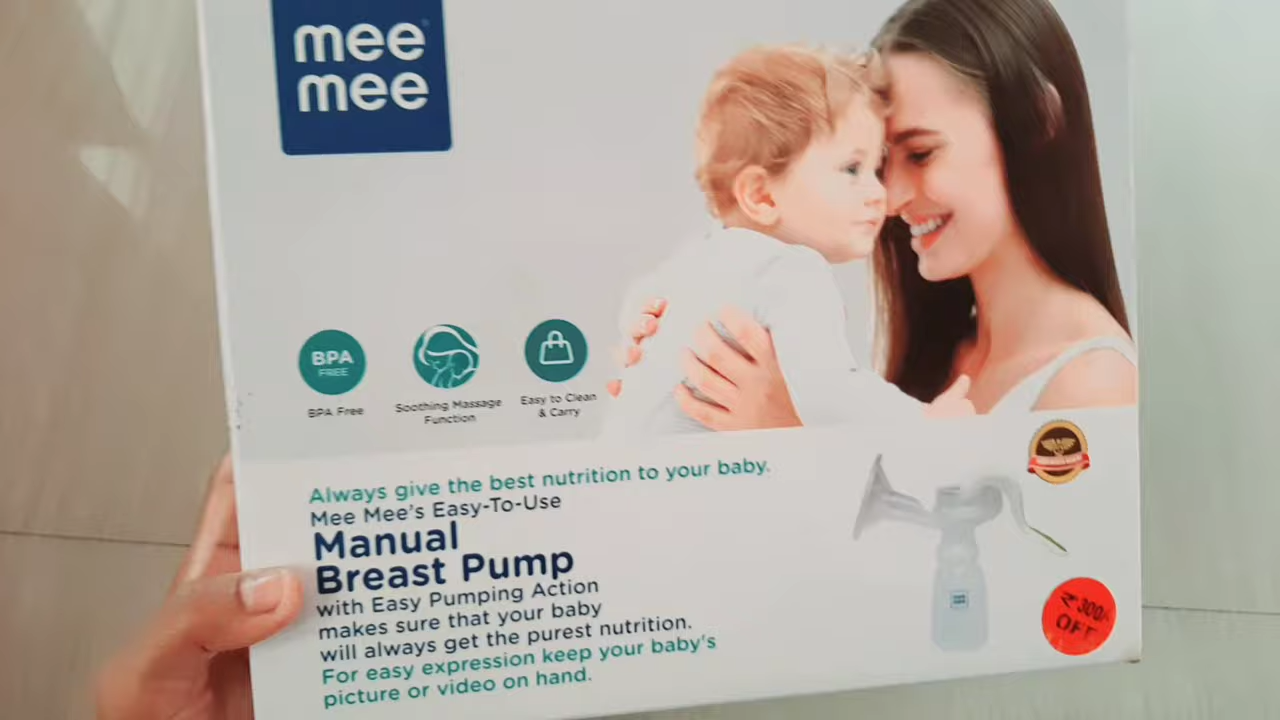 mee
mee
BPA
FREE
BPA Free
Soothing Massage
Function
Easy to Clean
& Carry
Always give the best nutrition to your baby.
Mee Mee's Easy-To-Use
Manual
Breast Pump
with Easy Pumping Action
makes sure that your baby
will always get the purest nutrition.
For easy expression keep your baby's
picture or video on hand.
₹ 300/-
OFF